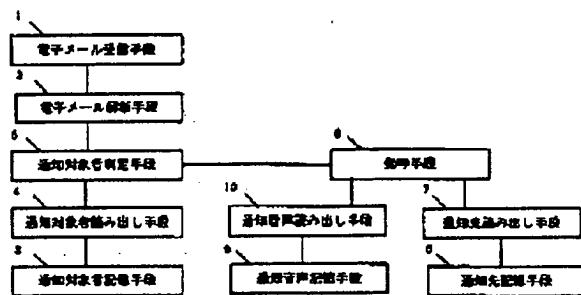 1
電子メール受信手段
2
電子メール解析手段
5
通知対象者判定手段
8
4
通知対象者読み出し手段
10
通知音声読み出し手段
7
通知先読み出し手段
3
通知対象者記憶手段
9
通知音声記憶手段
6
通知先記憶手段